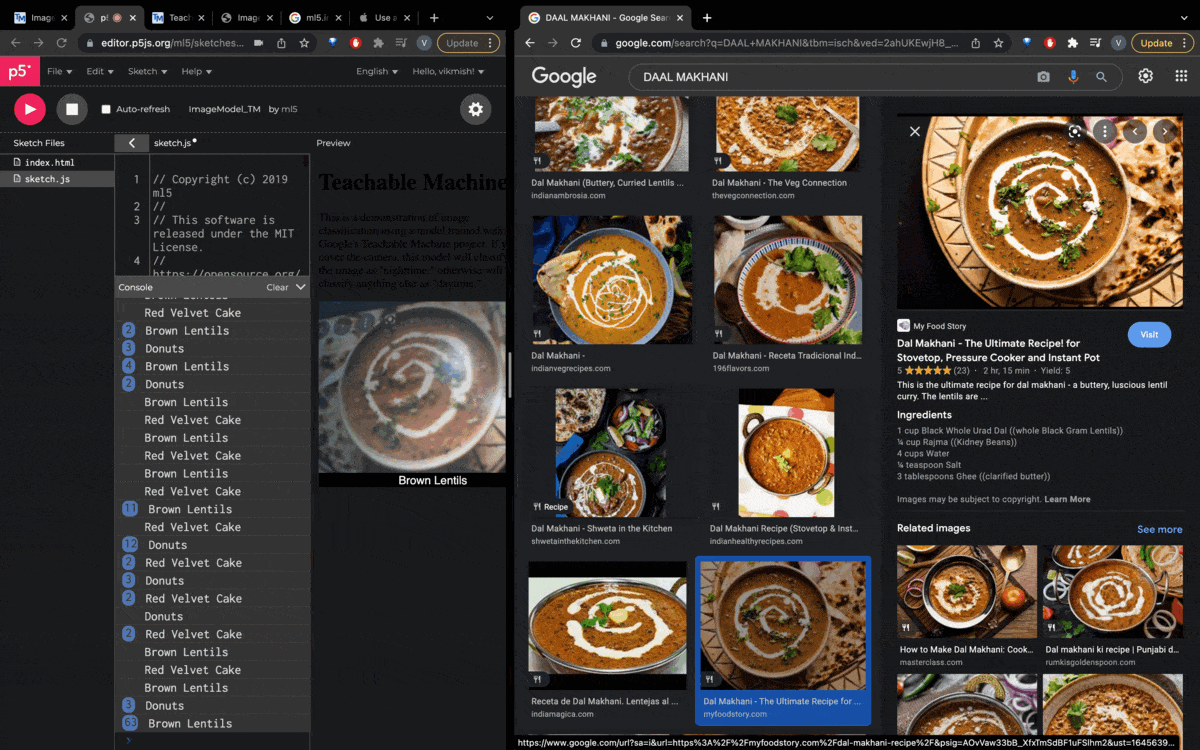 Image
p!
Teach
Image
ml5.j
Use a
editor.p5js.org/ml5/sketches...
V
Update
p5*
File
Edit
Sketch
Help
English
Hello, vikmish!
Auto-refresh
ImageModel_TM
by ml5
Sketch Files
sketch.js
Preview
index.html
sketch.js
1
// Copyright (c) 2019
ml5
2
//
3
// This software is
released under the MIT
License.
4
//
https://opensource.org/
Teachable Machine
This is a demonstration of image
classification using a model trained with
Google's Teachable Machine project. If y
cover the camera, this model will classify
the image as "nighttime," otherwise will
classify anything else as "daytime."
Console
Clear
Brown Lentils
Red Velvet Cake
2 Brown Lentils
3 Donuts
4 Brown Lentils
2 Donuts
Brown Lentils
Red Velvet Cake
Brown Lentils
Red Velvet Cake
Brown Lentils
Red Velvet Cake
11 Brown Lentils
Red Velvet Cake
12 Donuts
2 Red Velvet Cake
3 Donuts
2 Red Velvet Cake
Donuts
2 Red Velvet Cake
Brown Lentils
Red Velvet Cake
Brown Lentils
3 Donuts
63 Brown Lentils
Brown Lentils
DAAL MAKHANI - Google Sear
google.com/search?q=DAAL+MAKHANI&tbm=isch&ved=2ahUKEwjH8_...
V
Update
Google
DAAL MAKHANI
Dal Makhani (Buttery, Curried Lentils ...
indianambrosia.com
Dal Makhani - The Veg Connection
thevegconnection.com
Dal Makhani -
indianvegrecipes.com
Dal Makhani - Receta Tradicional Ind...
196flavors.com
Recipe
Dal Makhani - Shweta in the Kitchen
shwetainthekitchen.com
Dal Makhani Recipe (Stovetop & Inst...
indianhealthyrecipes.com
Receta de Dal Makhani. Lentejas al ...
indiamagica.com
Dal Makhani - The Ultimate Recipe for ...
myfoodstory.com
My Food Story
Dal Makhani - The Ultimate Recipe! for
Stovetop, Pressure Cooker and Instant Pot
Visit
5 ★★★★★ (23) · 2 hr, 15 min · Yield: 5
This is the ultimate recipe for dal makhani - a buttery, luscious lentil
curry. The lentils are ...
Ingredients
1 cup Black Whole Urad Dal ((whole Black Gram Lentils))
¼ cup Rajma ((Kidney Beans))
4 cups Water
¼ teaspoon Salt
3 tablespoons Ghee ((clarified butter))
Images may be subject to copyright. Learn More
Related images
See more
How to Make Dal Makhani: Cook...
masterclass.com
Dal makhani ki recipe | Punjabi d...
rumkisgoldenspoon.com
https://www.google.com/url?sa=i&url=https%3A%2F%2Fmyfoodstory.com%2Fdal-makhani-recipe%2F&psig=AOvVaw33bB_XfxTmSdBF1uFSlhm2&ust=1645639...